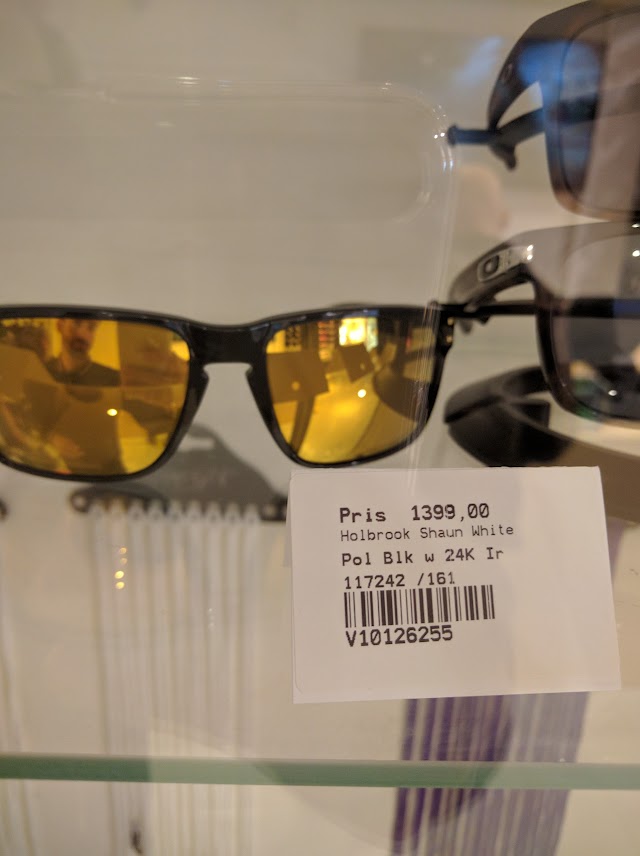 Pris 1399,00
Holbrook Shaun White
Pol Blk w 24K Ir
117242 /161
V10126255